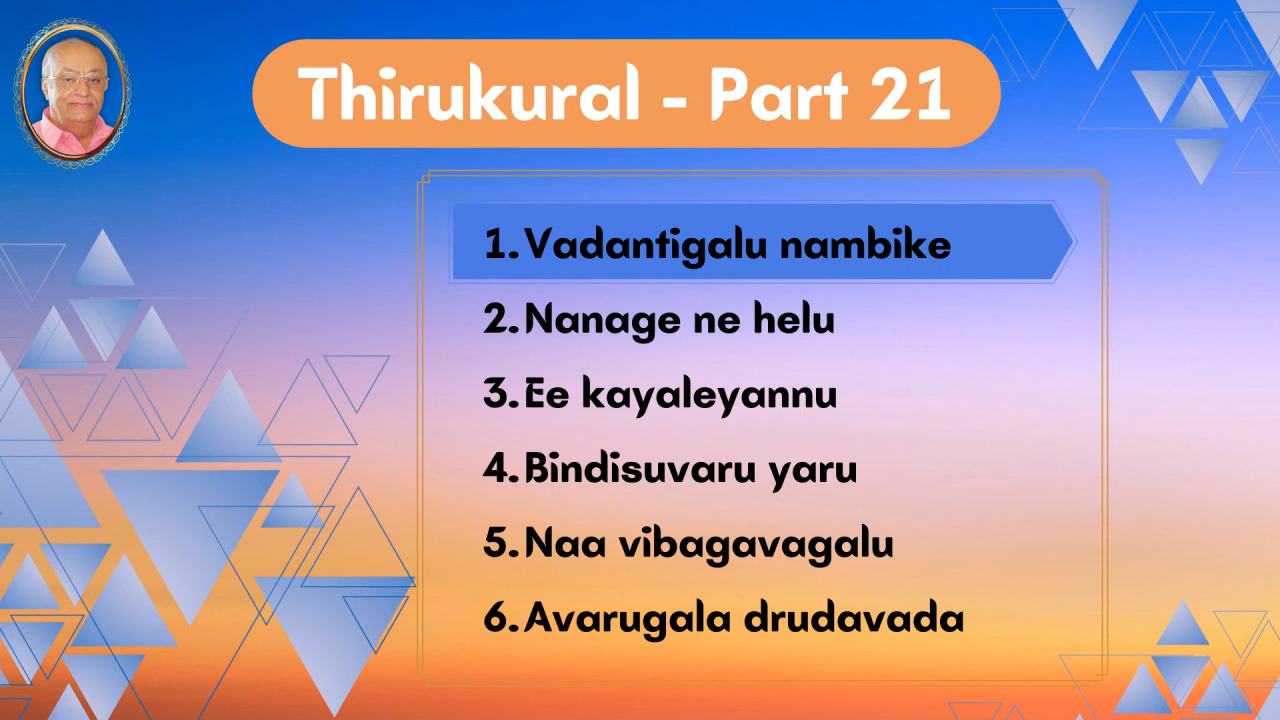 Thirukural - Part 21
1. Vadantigalu nambike
2. Nanage ne helu
3. Ee kayaleyannu
4. Bindisuvaru yaru
5. Naa vibagavagalu
6. Avarugala drudavada